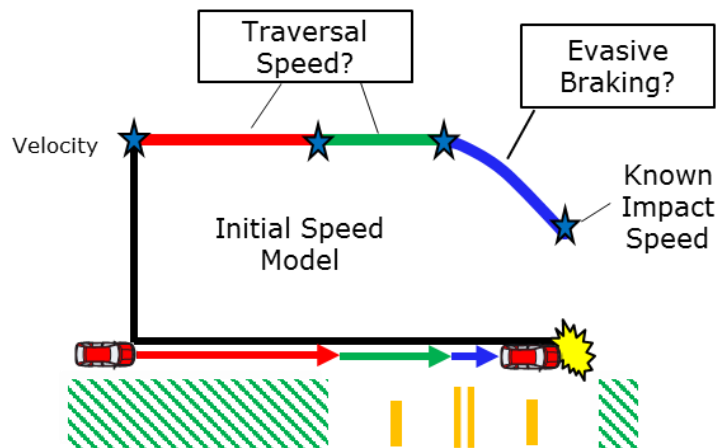 Traversal
Speed?
Evasive
Braking?
Velocity
Known
Impact
Speed
Initial Speed
Model